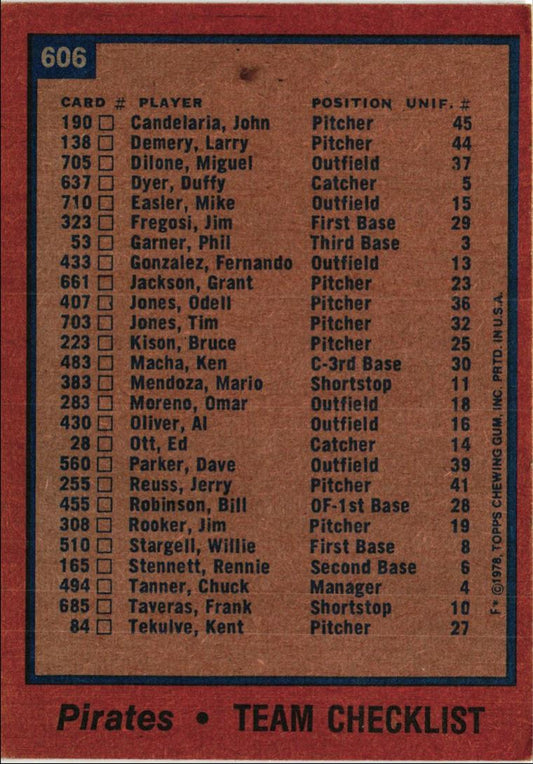 606
CARD # PLAYER POSITION UNIF. #
190 Candelaria, John Pitcher 45
138 Demery, Larry Pitcher 44
705 Dilone, Miguel Outfield 37
637 Dyer, Duffy Catcher 5
710 Easler, Mike Outfield 15
323 Fregosi, Jim First Base 29
53 Garner, Phil Third Base 3
433 Gonzalez, Fernando Outfield 13
661 Jackson, Grant Pitcher 23
407 Jones, Odell Pitcher 36
703 Jones, Tim Pitcher 32
223 Kison, Bruce Pitcher 25
483 Macha, Ken C-3rd Base 30
383 Mendoza, Mario Shortstop 11
283 Moreno, Omar Outfield 18
430 Oliver, Al Outfield 16
28 Ott, Ed Catcher 14
560 Parker, Dave Outfield 39
255 Reuss, Jerry Pitcher 41
455 Robinson, Bill OF-1st Base 28
308 Rooker, Jim Pitcher 19
510 Stargell, Willie First Base 8
165 Stennett, Rennie Second Base 6
494 Tanner, Chuck Manager 4
685 Taveras, Frank Shortstop 10
84 Tekulve, Kent Pitcher 27
F* ©1978, TOPPS CHEWING GUM, INC. PRTD. IN U.S.A.
Pirates • TEAM CHECKLIST